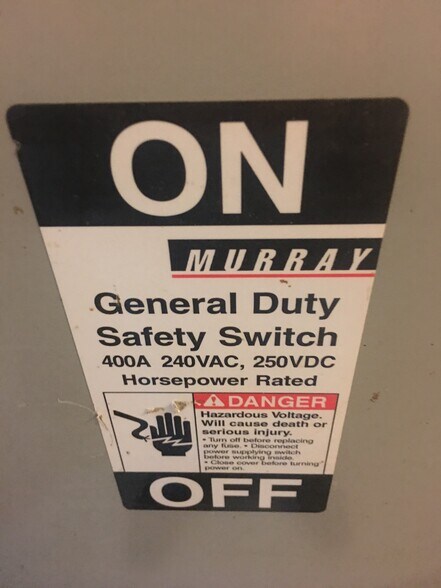 ON
MURRAY
General Duty
Safety Switch
400A 240VAC, 250VDC
Horsepower Rated
DANGER
Hazardous Voltage.
Will cause death or
serious injury.
• Turn off before replacing
any fuse. • Disconnect
power supplying switch
before working inside.
• Close cover before turning
power on.
OFF